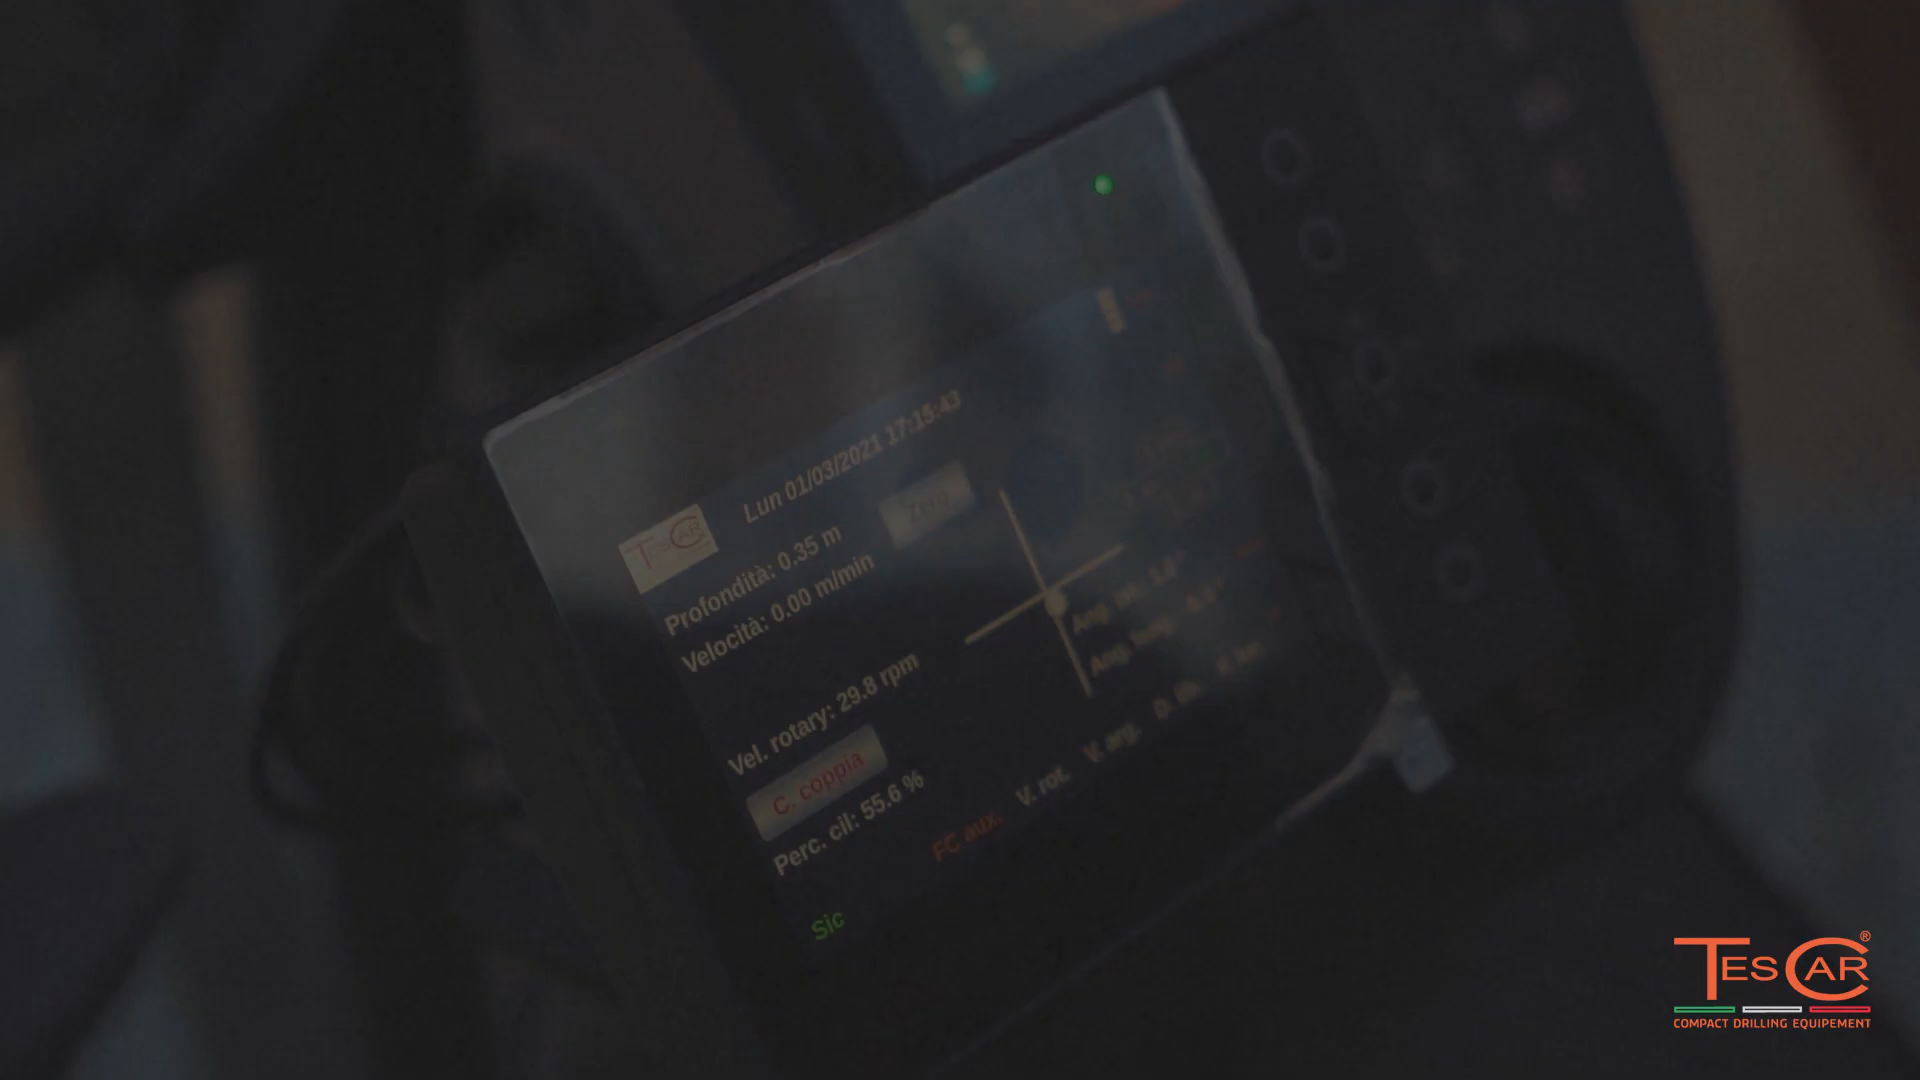 Lun 01/03/2021 17:15:43
TESCAR
Profondità: 0.35 m
Zero
Velocità: 0.00 m/min
Vel. rotary: 29.8 rpm
C. coppia
Perc. cil: 55.6 %
FC aux.
V. rot.
V. arg.
Sic
TESCAR®
COMPACT DRILLING EQUIPEMENT